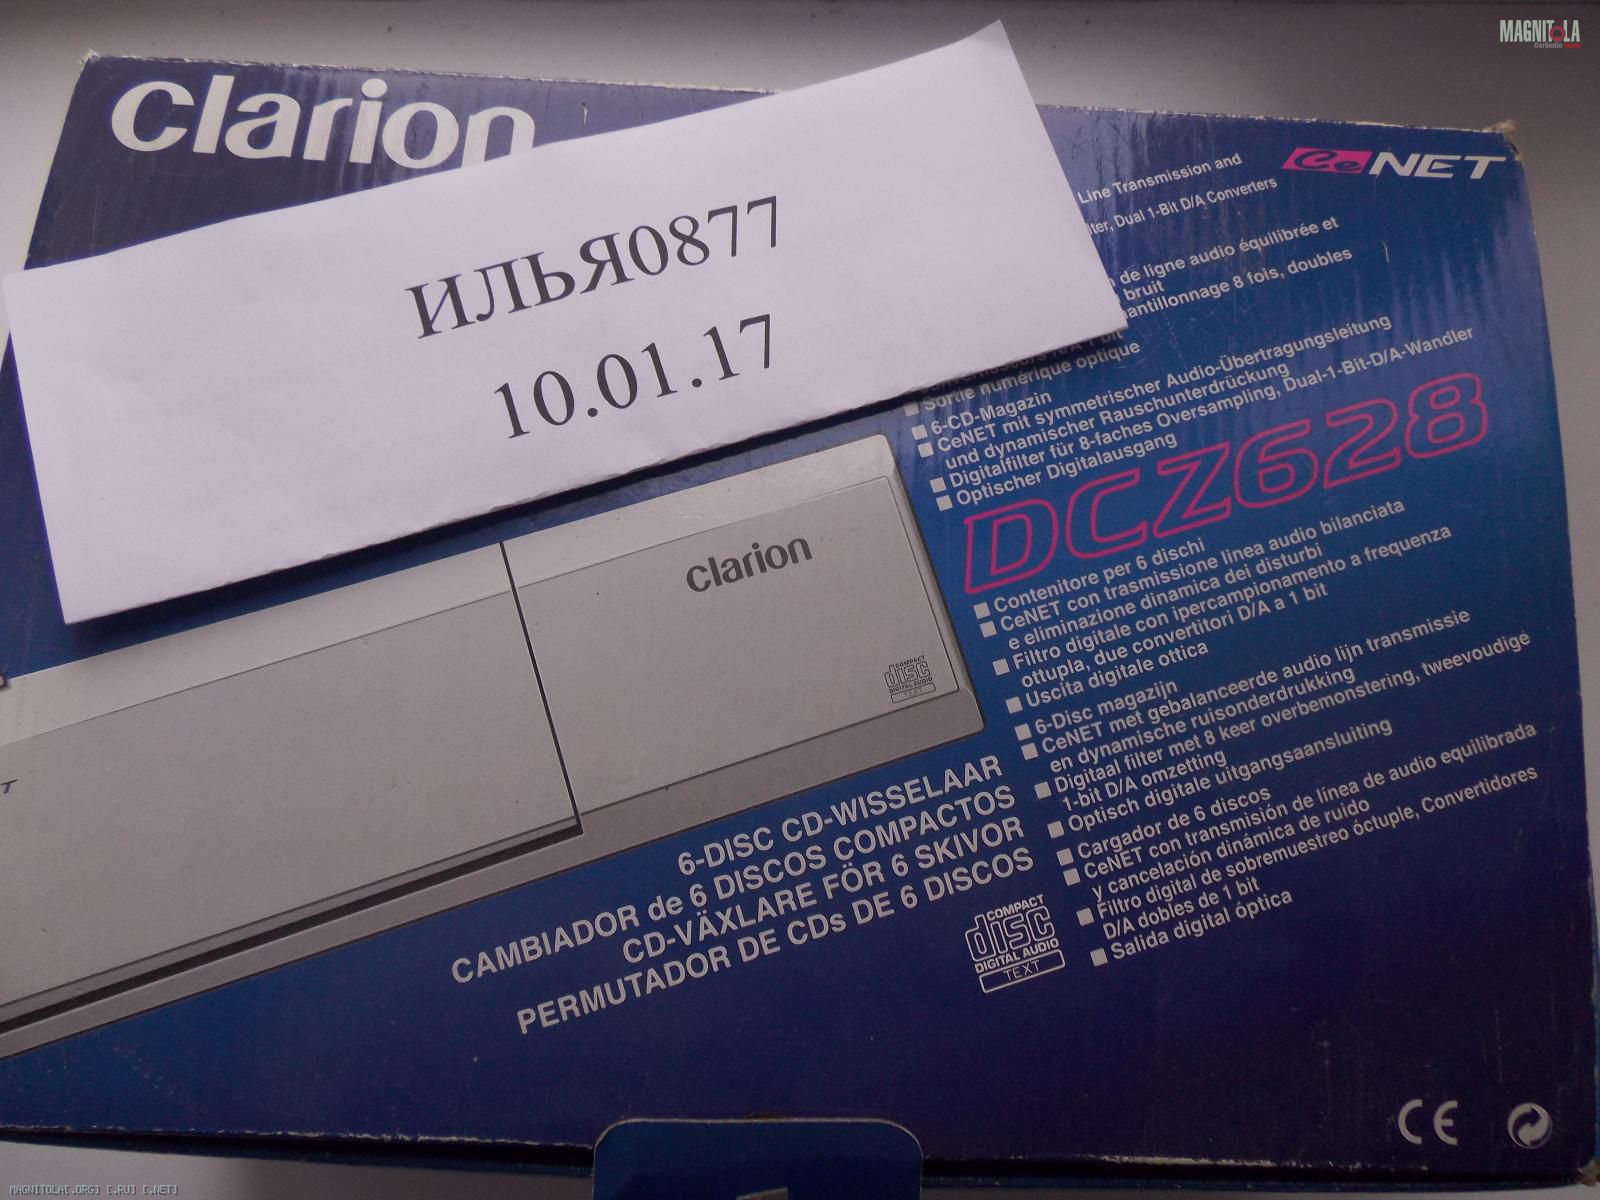 MAGNITOLA
CarAudio
clarion
CeNET
ИЛЬЯ0877
10.01.17
Line Transmission and
Dual 1-Bit D/A Converters
de ligne audio équilibrée et
bruit
8 fois, doubles
N/A 1 bit
Sortie numérique optique
6-CD-Magazin
CeNET mit symmetrischer Audio-Übertragungsleitung
und dynamischer Rauschunterdrückung
Digitalfilter für 8-faches Oversampling, Dual-1-Bit-D/A-Wandler
Optischer Digitalausgang
DCZ628
Contenitore per 6 dischi
CeNET con trasmissione linea audio bilanciata
e eliminazione dinamica dei disturbi
Filtro digitale con ipercampionamento a frequenza
ottupla, due convertitori D/A a 1 bit
Uscita digitale ottica
6-Disc magazijn
CeNET met gebalanceerde audio lijn transmissie
en dynamische ruisonderdrukking
Digitaal filter met 8 keer overbemonstering, tweevoudige
1-bit D/A omzetting
Optisch digitale uitgangsaansluiting
Cargador de 6 discos
CeNET con transmisión de línea de audio equilibrada
y cancelación dinámica de ruido
Filtro digital de sobremuestreo óctuple, Convertidores
D/A dobles de 1 bit
Salida digital óptica
clarion
COMPACT
disc
DIGITAL AUDIO
TEXT
T
6-DISC CD-WISSELAAR
CAMBIADOR de 6 DISCOS COMPACTOS
CD-VÄXLARE FÖR 6 SKIVOR
PERMUTADOR DE CDs DE 6 DISCOS
COMPACT
disc
DIGITAL AUDIO
TEXT
CE
MAGNITOLA[.ORG] [.RU] [.NET]